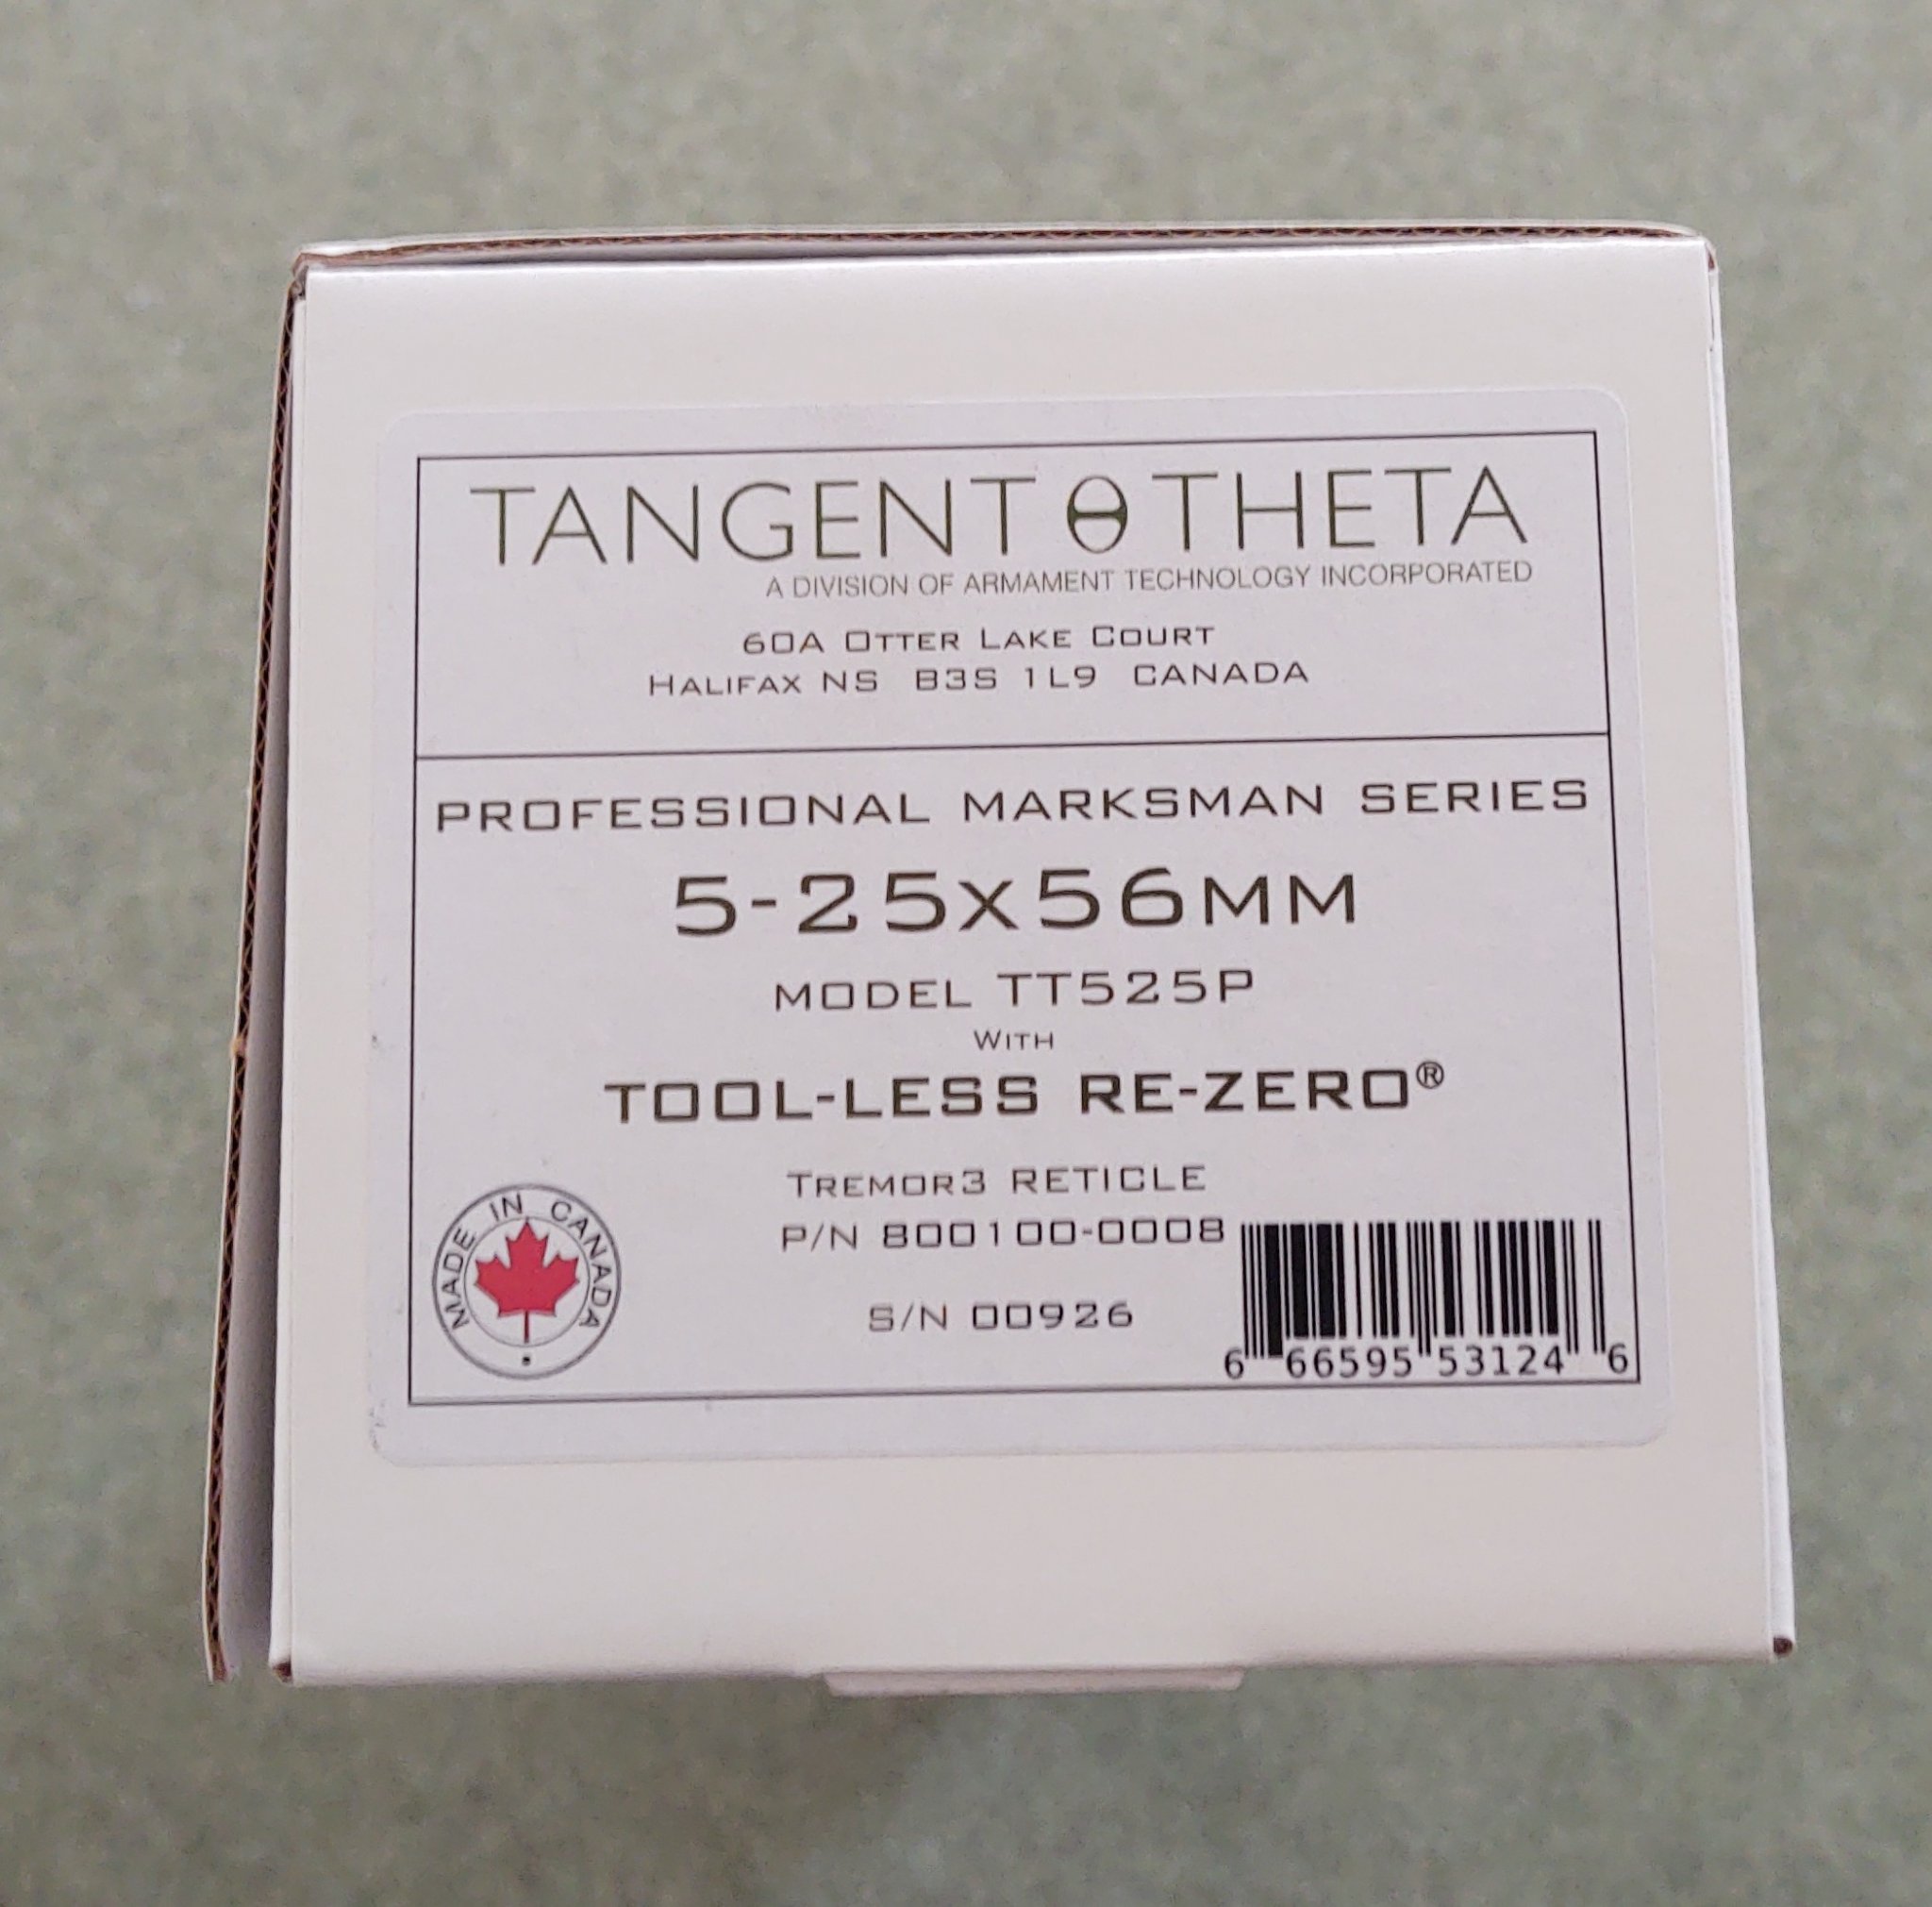 TANGENT θ THETA
A DIVISION OF ARMAMENT TECHNOLOGY INCORPORATED
60A OTTER LAKE COURT
HALIFAX NS B3S 1L9 CANADA
PROFESSIONAL MARKSMAN SERIES
5-25x56MM
MODEL TT525P
WITH
TOOL-LESS RE-ZERO®
TREMOR3 RETICLE
P/N 800100-0008
S/N 00926
MADE IN CANADA
6 66595 53124 6